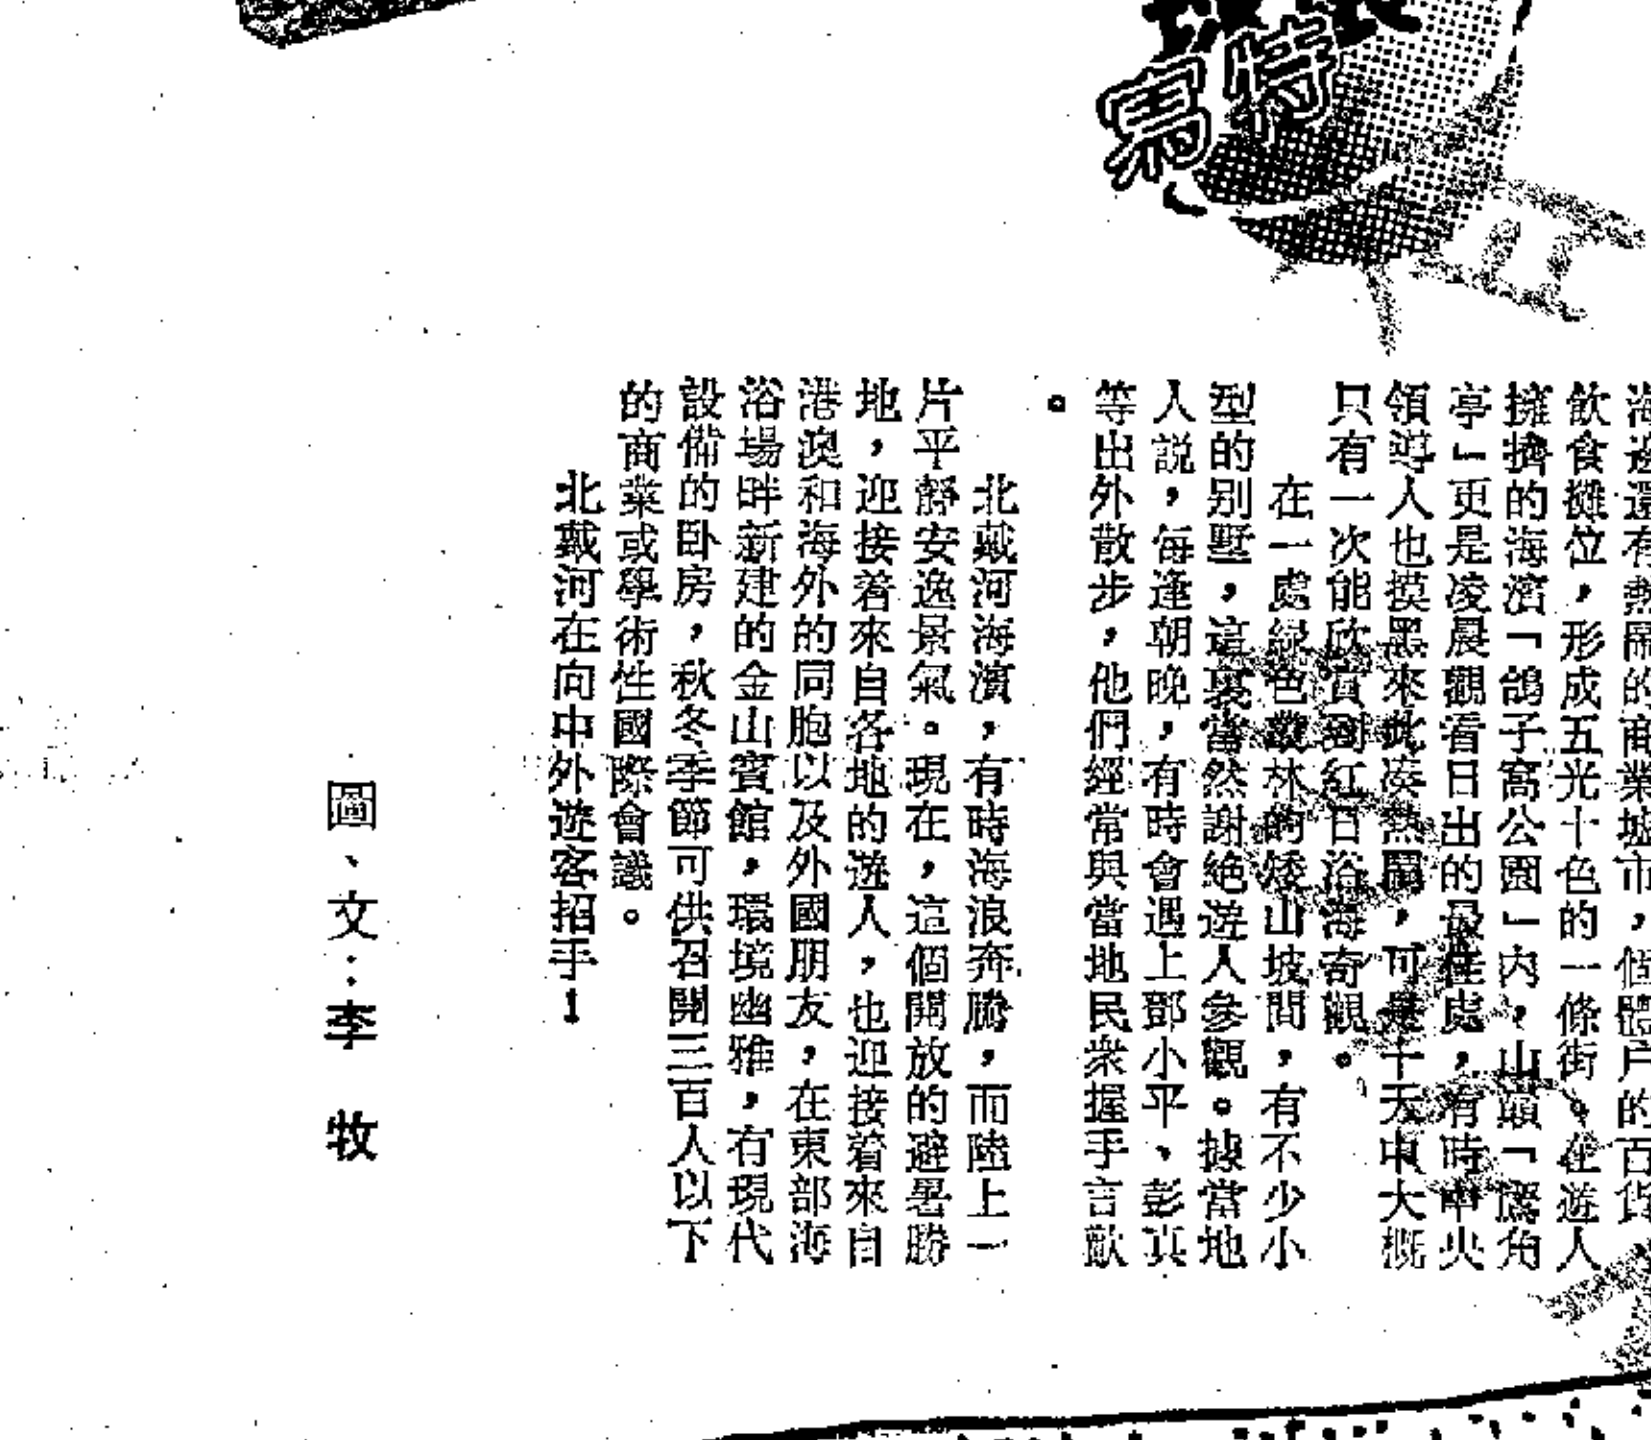 特寫
海邊還有熱鬧的商業墟市，個體户的百貨
飲食攤位，形成五光十色的一條街。在遊人
擁擠的海濱「鴿子窩公園」内，山頭「鷹角
亭」更是凌晨觀看日出的最佳處，有時中央
領導人也摸黑來此湊熱鬧，可是十天中大概
只有一次能欣賞到紅日浴海奇觀。
在一處緑色叢林的矮山坡間，有不少小
型的别墅，這裏當然謝絶遊人參觀。據當地
人説，每逢朝晚，有時會遇上鄧小平、彭真
等出外散步，他們經常與當地民衆握手言歡
。
北戴河海濱，有時海浪奔騰，而陸上一
片平靜安逸景氣。現在，這個開放的避暑勝
地，迎接着來自各地的遊人，也迎接着來自
港澳和海外的同胞以及外國朋友，在東部海
浴場畔新建的金山賓館，環境幽雅，有現代
設備的卧房，秋冬季節可供召開三百人以下
的商業或學術性國際會議。
北戴河在向中外遊客招手！
圖、文：李　牧